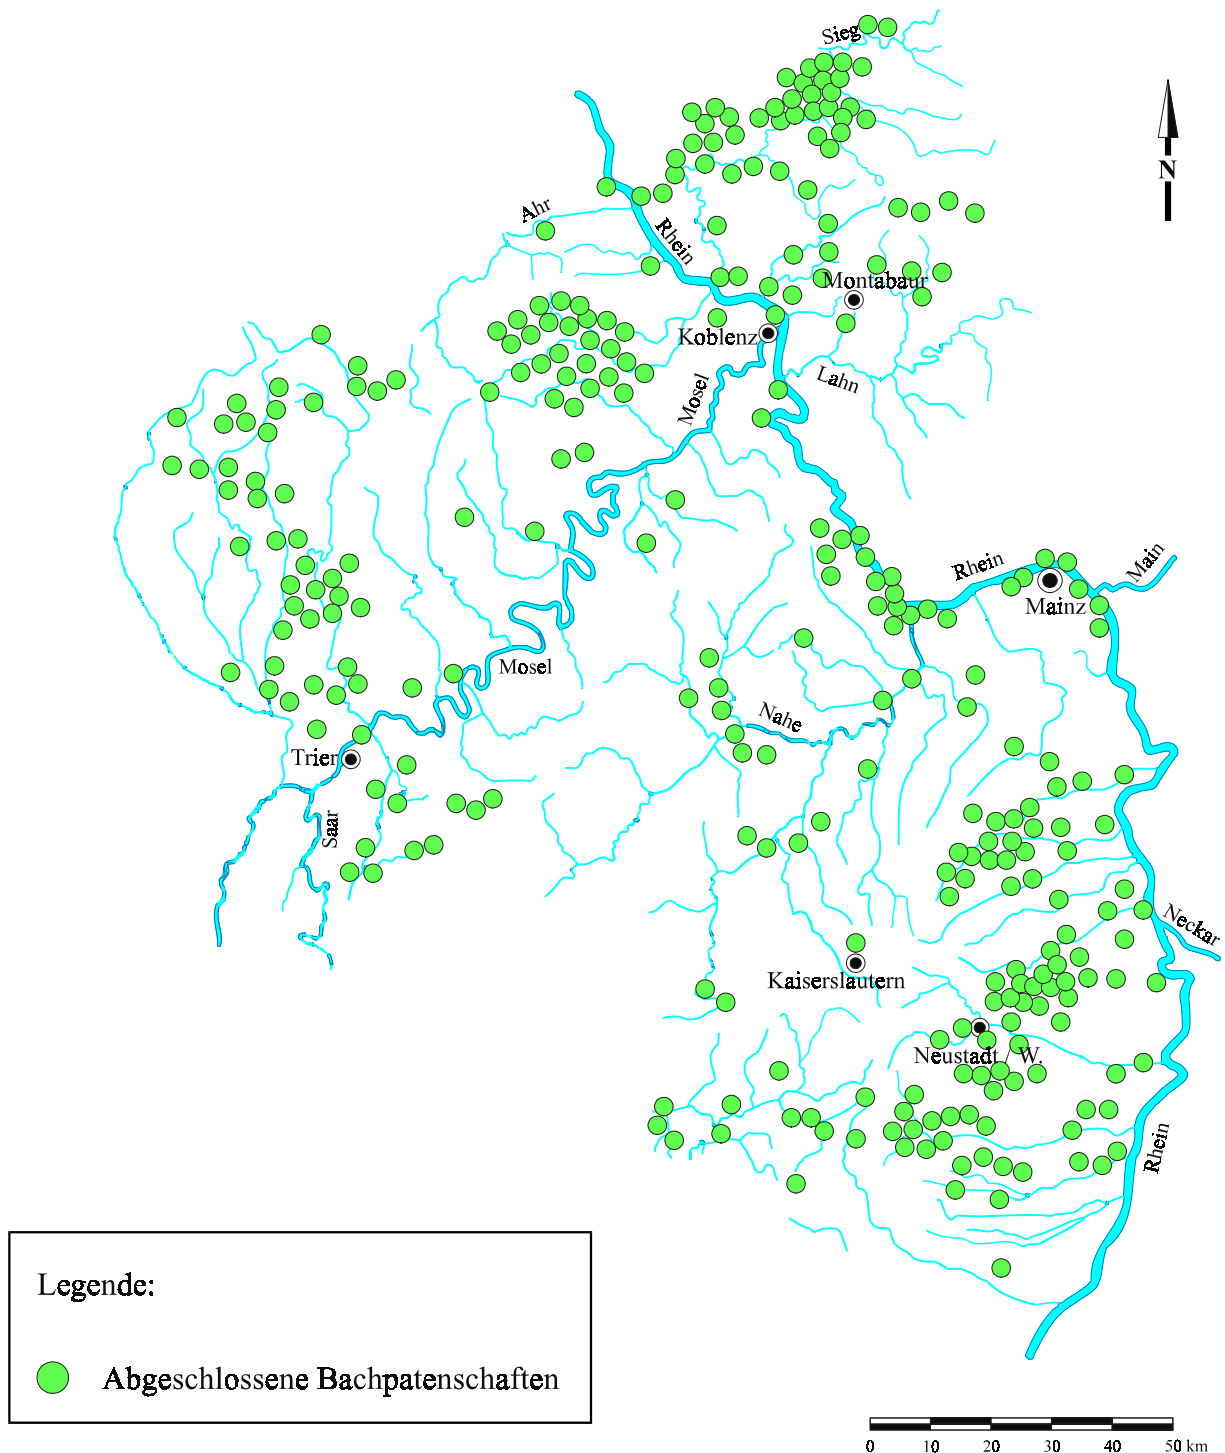 Sieg
N
Ahr
Rhein
Montabaur
Koblenz
Lahn
Mosel
Rhein
Main
Mainz
Mosel
Nahe
Trier
Saar
Neckar
Kaiserslautern
Neustadt / W.
Rhein
Legende:
Abgeschlossene Bachpatenschaften
0 10 20 30 40 50 km